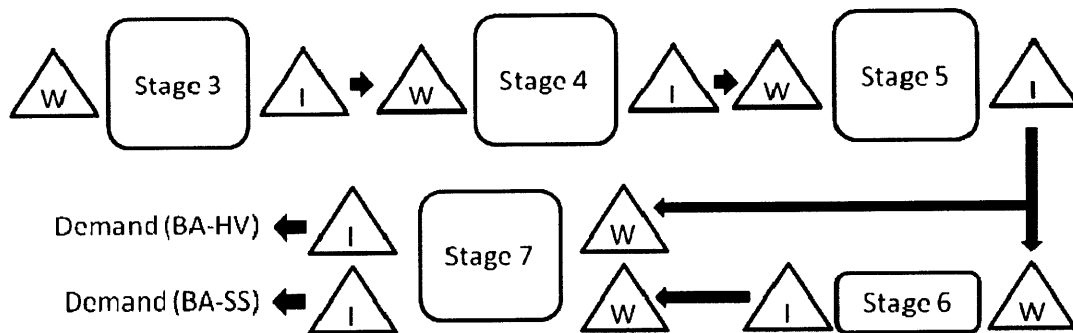 W Stage 3 I W Stage 4 I W Stage 5 I
Demand (BA-HV) I Stage 7 W
Demand (BA-SS) I W I Stage 6 W